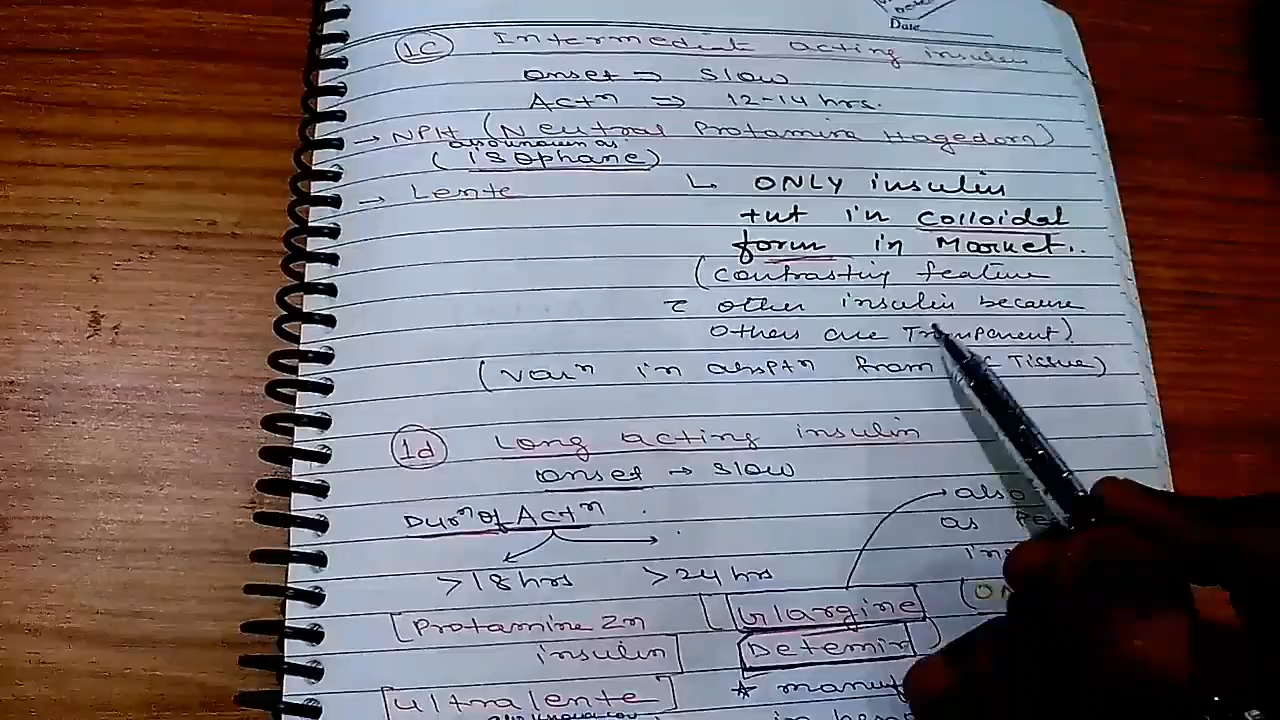 Date
1c Intermediate acting insulin
onset ⇒ slow
Actn ⇒ 12-14 hrs.
→ NPH (Neutral Protamine Hagedorn)
also known as
(isophane)
→ Lente
↳ ONLY insulin
tht in colloidal
form in Market..
(contrasting feature
c other insulin because
others are Transparent)
(varn in absptn from Tissue)
1d Long acting insulin
onset → slow
Durn of Actn
>18 hrs >24 hrs
also
as
[Protamine Zn
insulin]
[Glargine
Detemir]
[ultralente]